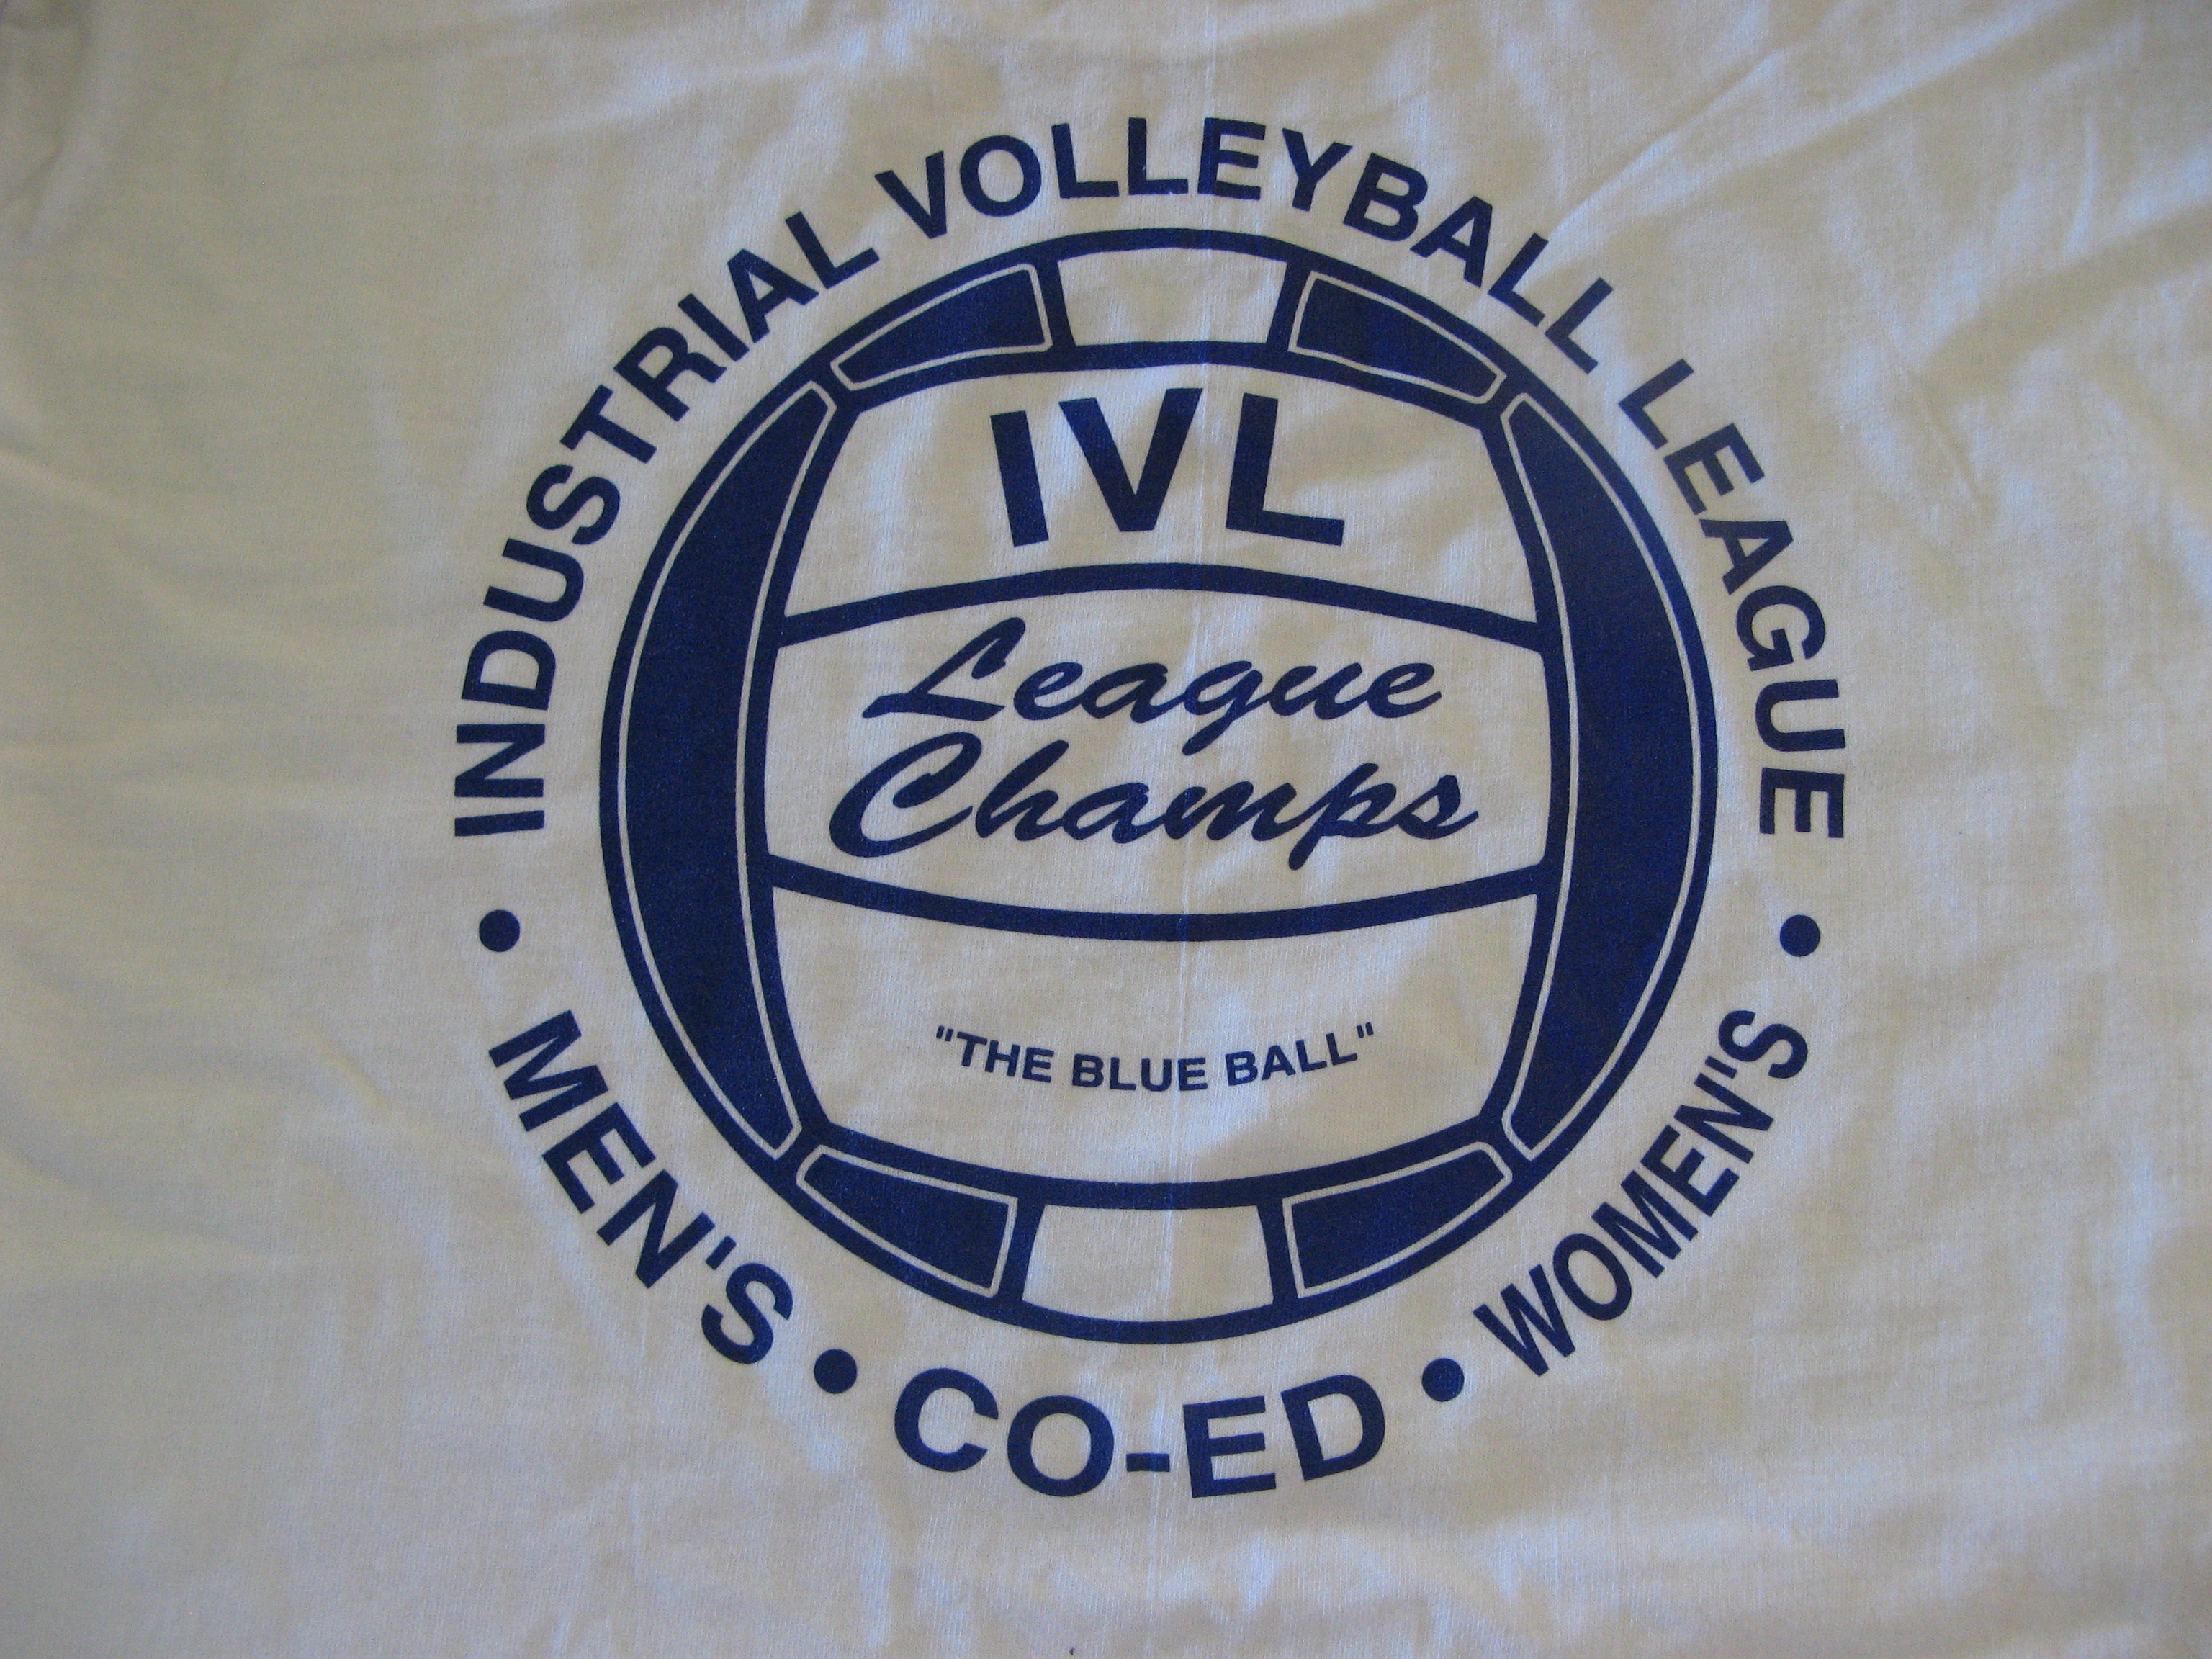 INDUSTRIAL VOLLEYBALL LEAGUE
IVL
League
Champs
"THE BLUE BALL"
• MEN'S • CO-ED • WOMEN'S •